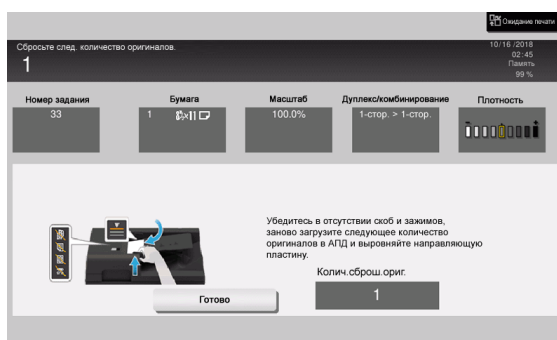 Ожидание печати
Сбросьте след. количество оригиналов.
1
10/16 /2018
02:45
Память
99 %
Номер задания
Бумага
Масштаб
Дуплекс/комбинирование
Плотность
33
1
100.0%
1-стор. > 1-стор.
Убедитесь в отсутствии скоб и зажимов,
заново загрузите следующее количество
оригиналов в АПД и выровняйте направляющую
пластину.
Колич.сброш.ориг.
1
Готово